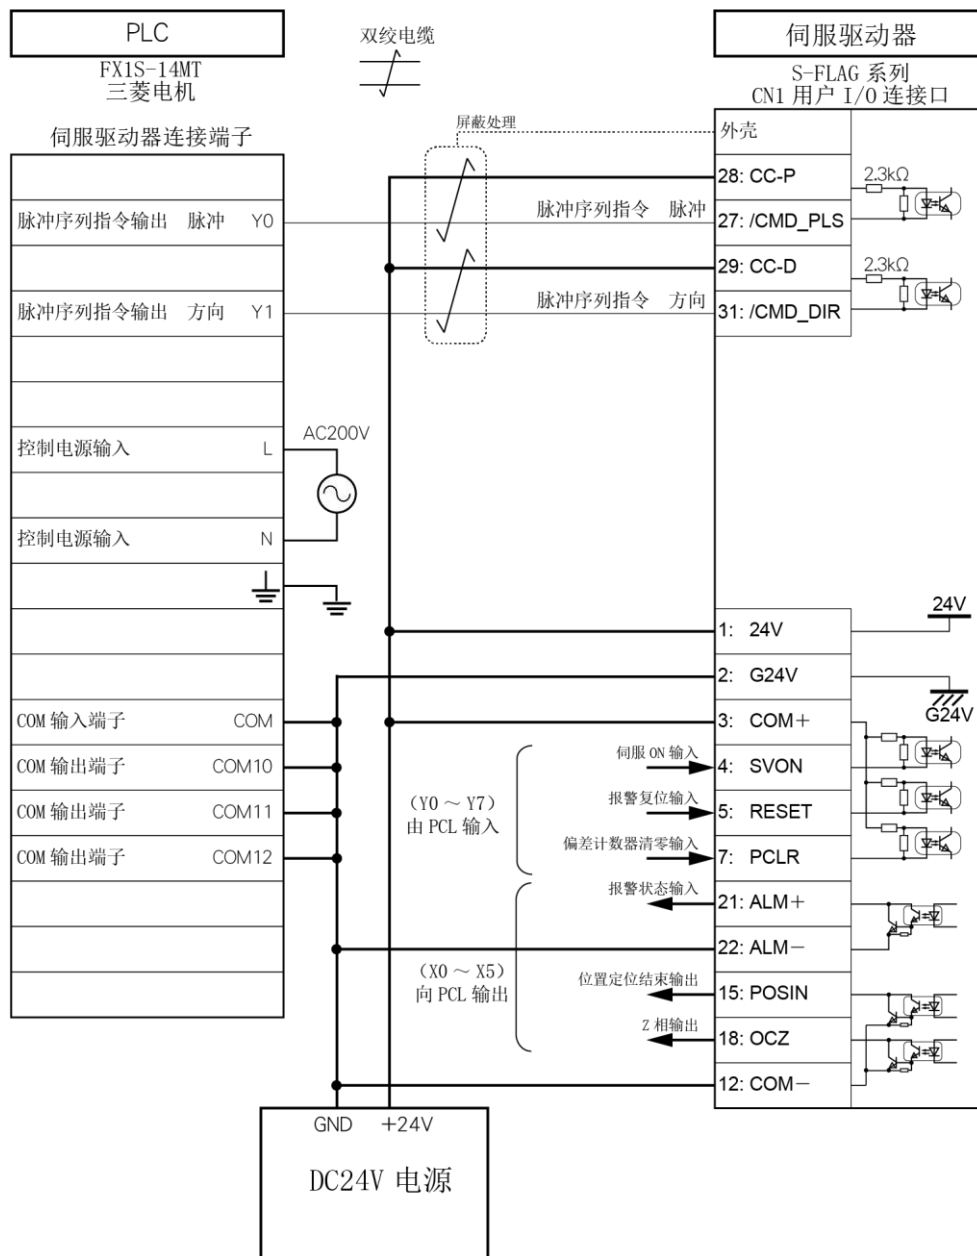 PLC
FX1S-14MT
三菱电机
伺服驱动器连接端子
脉冲序列指令输出 脉冲 Y0
脉冲序列指令输出 方向 Y1
控制电源输入 L
控制电源输入 N
COM 输入端子 COM
COM 输出端子 COM10
COM 输出端子 COM11
COM 输出端子 COM12
双绞电缆
屏蔽处理
脉冲序列指令 脉冲
脉冲序列指令 方向
AC200V
伺服 ON 输入
报警复位输入
偏差计数器清零输入
(Y0 ~ Y7)
由 PCL 输入
报警状态输入
(X0 ~ X5)
向 PCL 输出
位置定位结束输出
Z 相输出
GND +24V
DC24V 电源
伺服驱动器
S-FLAG 系列
CN1 用户 I/O 连接口
外壳
28: CC-P
2.3kΩ
27: /CMD_PLS
29: CC-D
2.3kΩ
31: /CMD_DIR
1: 24V
24V
2: G24V
G24V
3: COM+
4: SVON
5: RESET
7: PCLR
21: ALM+
22: ALM-
15: POSIN
18: OCZ
12: COM-